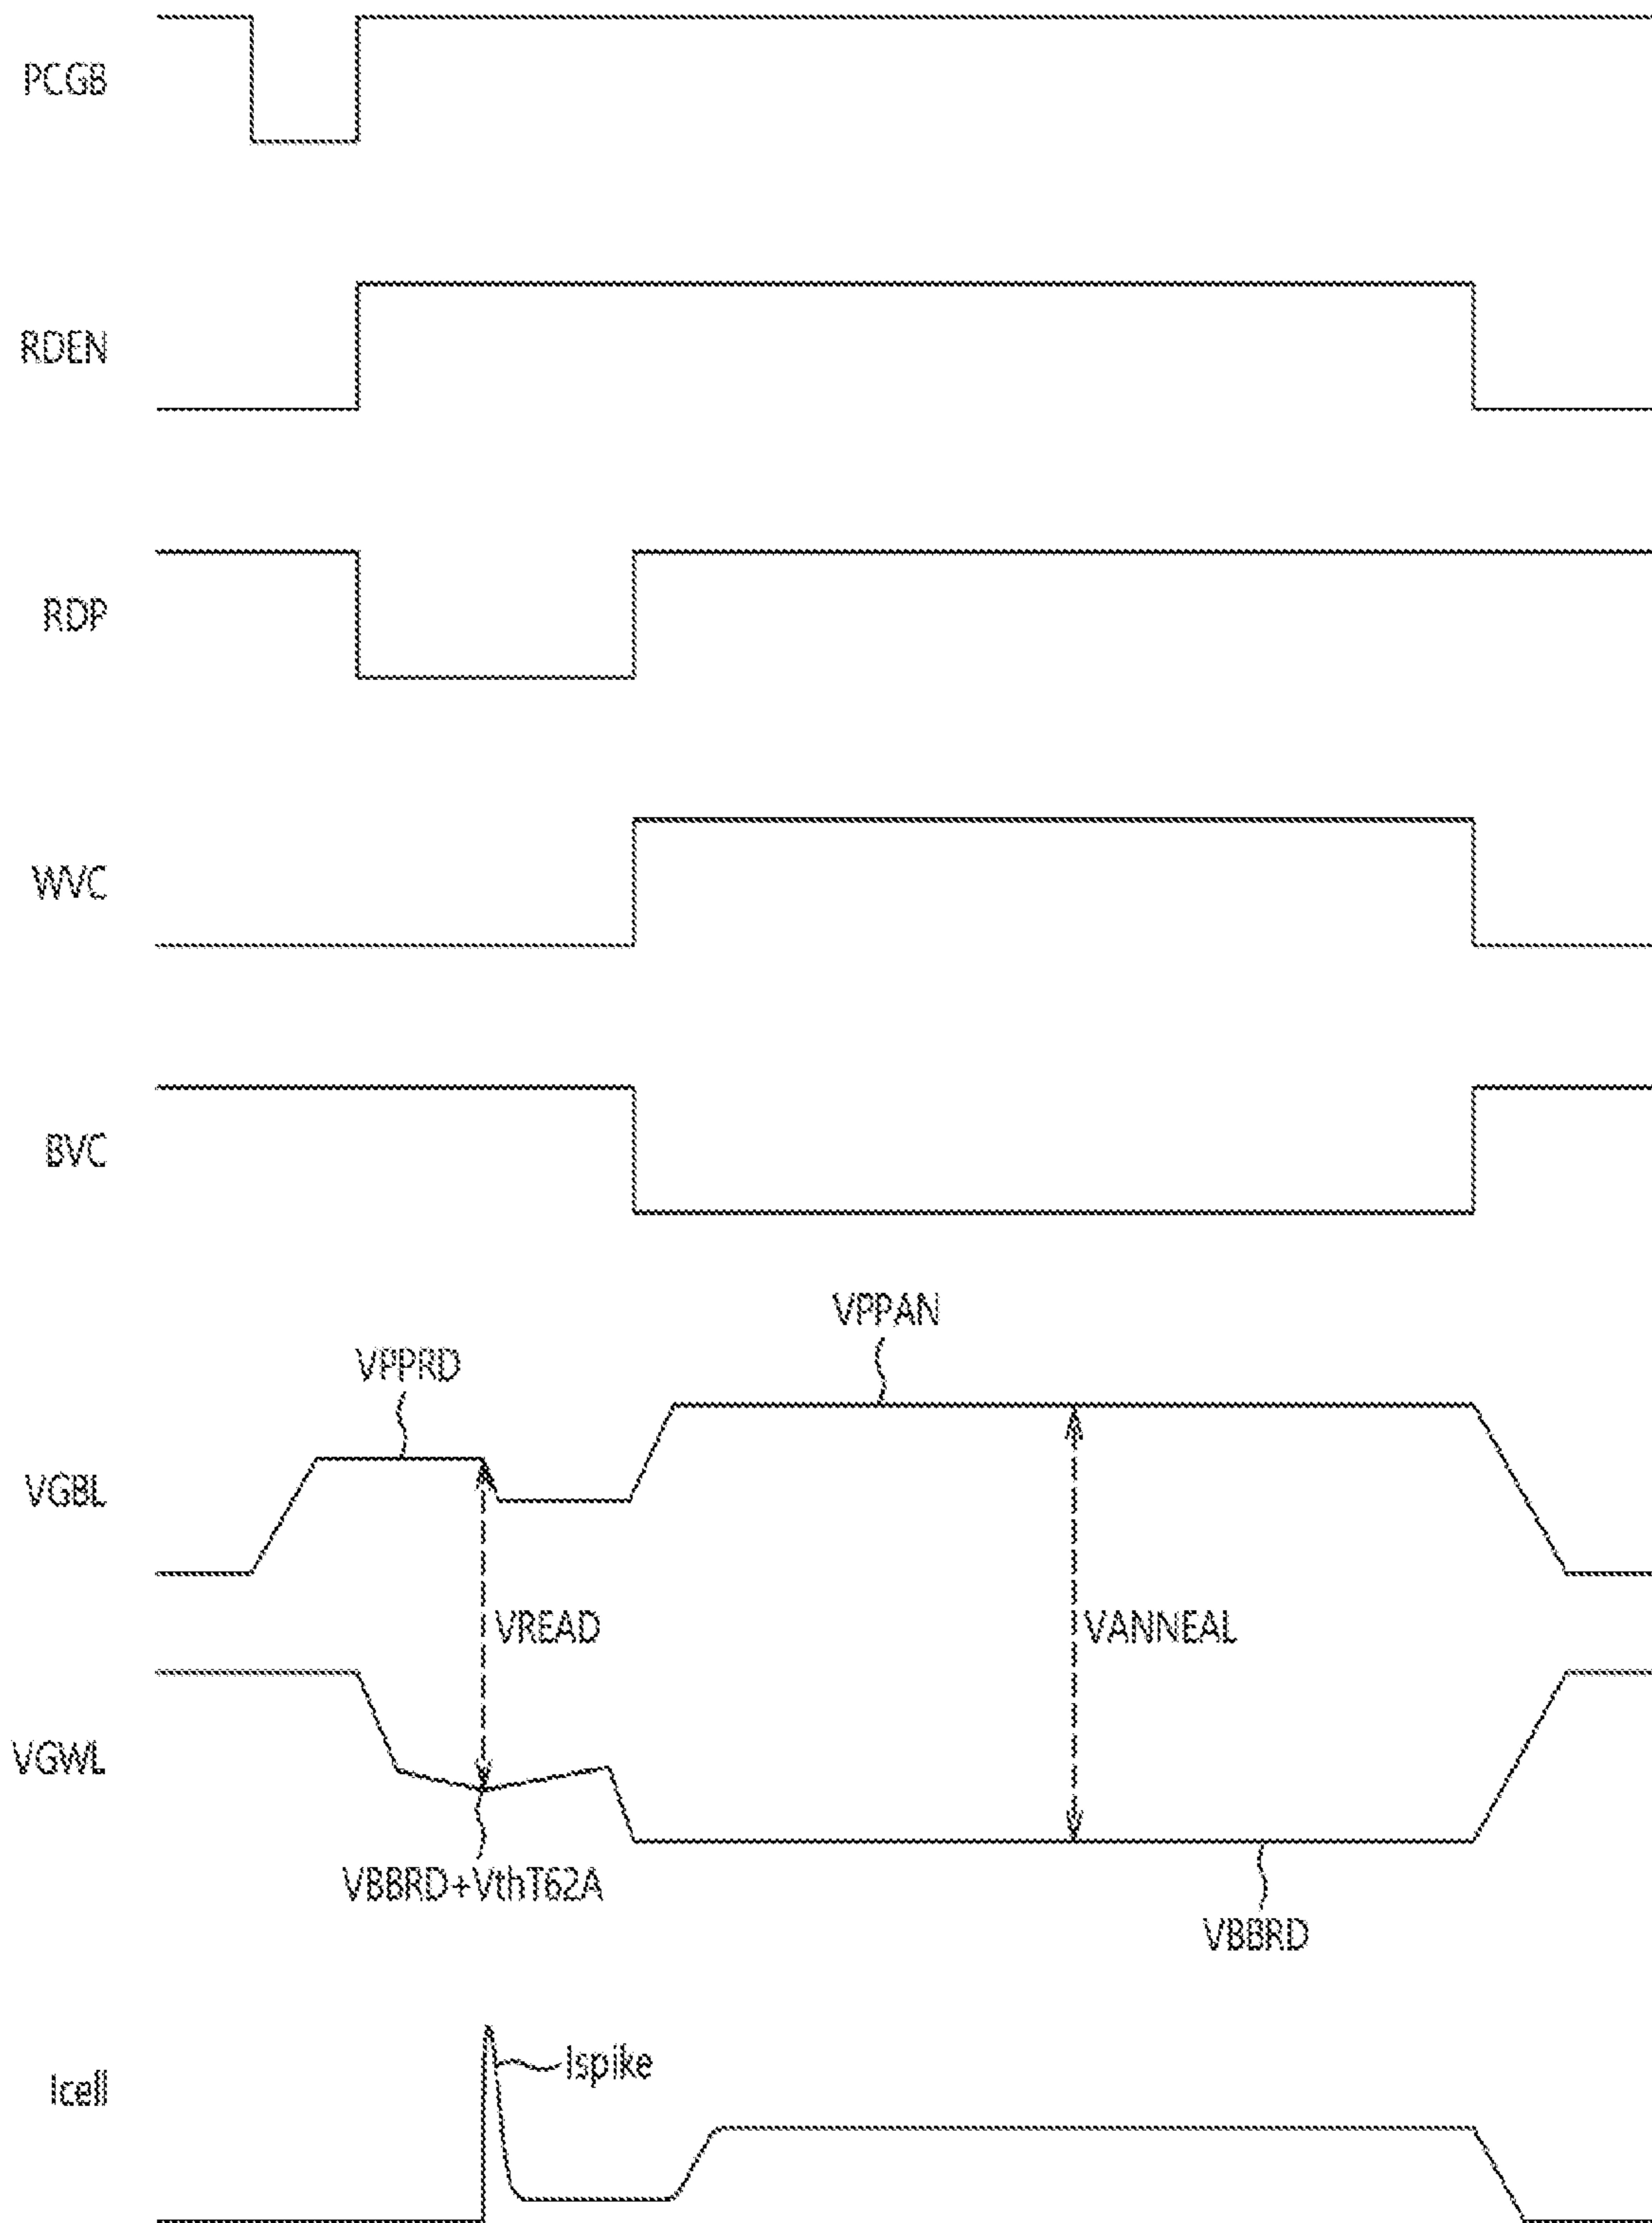 PCGB
RDEN
RDP
WVC
BVC
VPPAN
VPPRD
VGBL
VREAD
VANNEAL
VGWL
VBBRD+VthT62A
VBBRD
Ispike
Icell